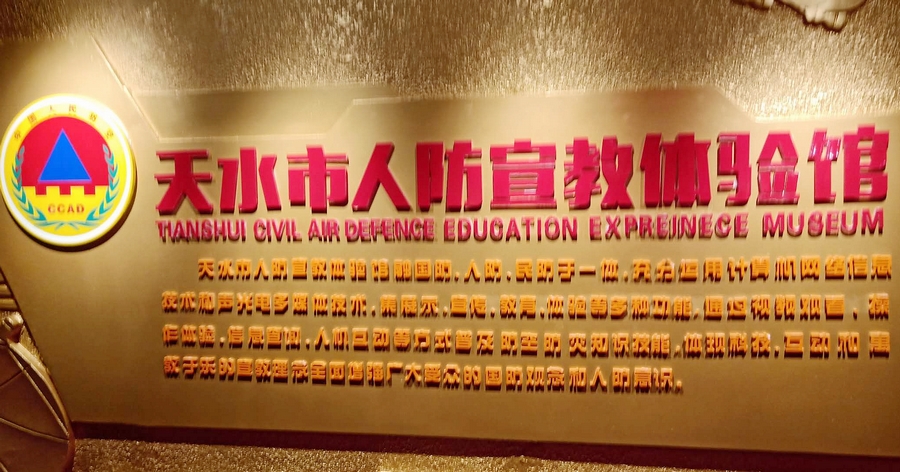 中国人民防空
CCAD
天水市人防宣教体验馆
TIANSHUI CIVIL AIR DEFENCE EDUCATION EXPREINECE MUSEUM
天水市人防宣教体验馆融国防、人防、民防于一体,充分运用计算机网络信息
技术和声光电多媒体技术,集展示、宣传、教育、体验等多种功能,通过视频观看、操
作体验、信息查询、人机互动等方式普及防空防灾知识技能,体现科技、互动和寓
教于乐的宣教理念全面增强广大受众的国防观念和人防意识。